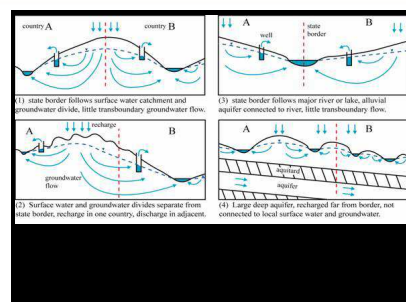 country A
country B
(1) state border follows surface water catchment and
groundwater divide, little transboundary groundwater flow.
A
B
state
border
well
(3) state border follows major river or lake, alluvial
aquifer connected to river, little transboundary flow.
A
B
recharge
groundwater
flow
(2) Surface water and groundwater divides separate from
state border, recharge in one country, discharge in adjacent.
A
B
aquitard
aquifer
(4) Large deep aquifer, recharged far from border, not
connected to local surface water and groundwater.